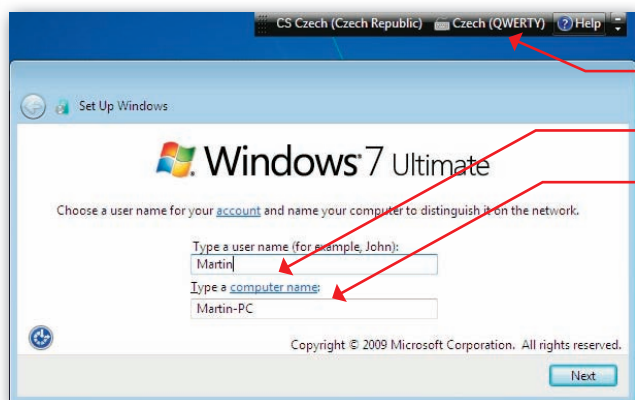 CS Czech (Czech Republic) Czech (QWERTY) ? Help
Set Up Windows
Windows 7 Ultimate
Choose a user name for your account and name your computer to distinguish it on the network.
Type a user name (for example, John):
Martin
Type a computer name:
Martin-PC
Copyright © 2009 Microsoft Corporation. All rights reserved.
Next